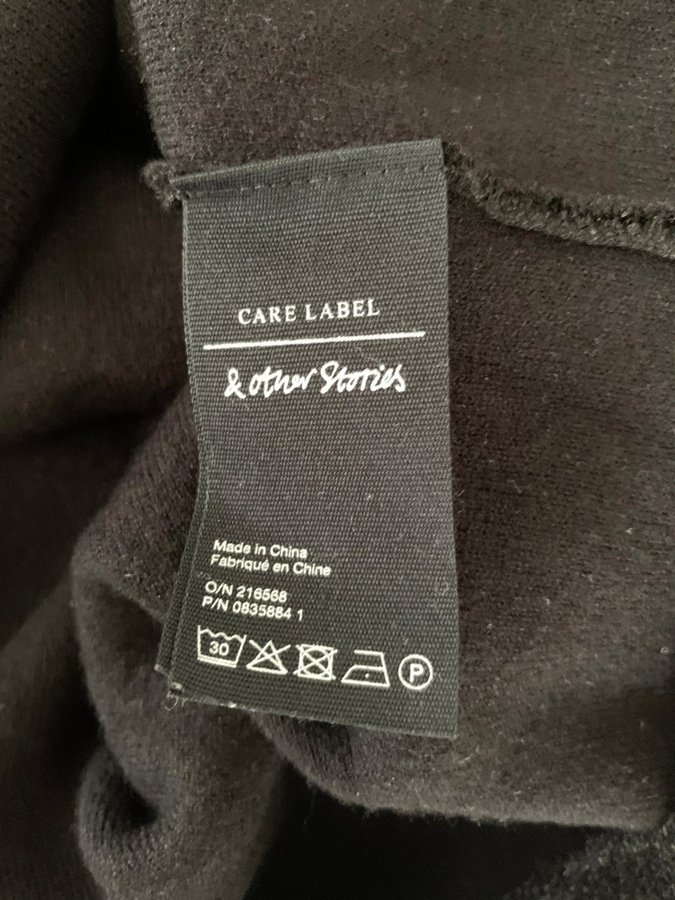 CARE LABEL
& other Stories
Made in China
Fabriqué en Chine
O/N 216568
P/N 0835884 1
30
P